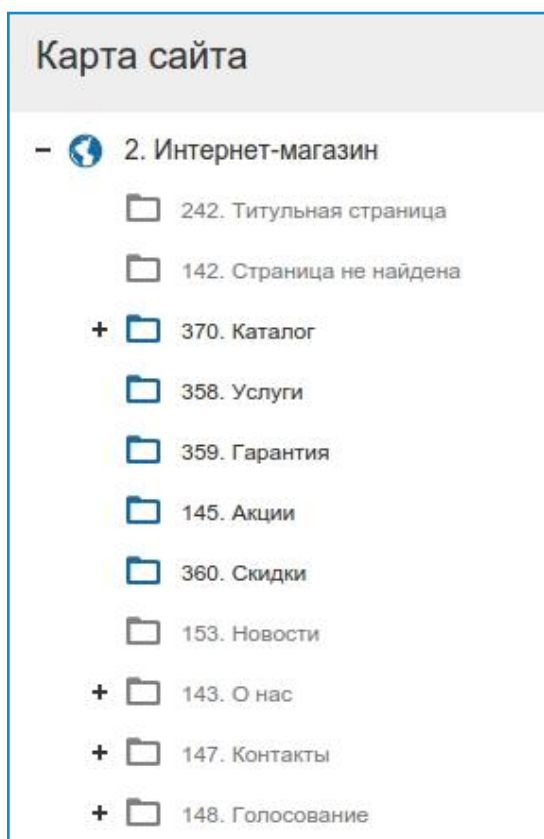 Карта сайта
2. Интернет-магазин
242. Титульная страница
142. Страница не найдена
370. Каталог
358. Услуги
359. Гарантия
145. Акции
360. Скидки
153. Новости
143. О нас
147. Контакты
148. Голосование